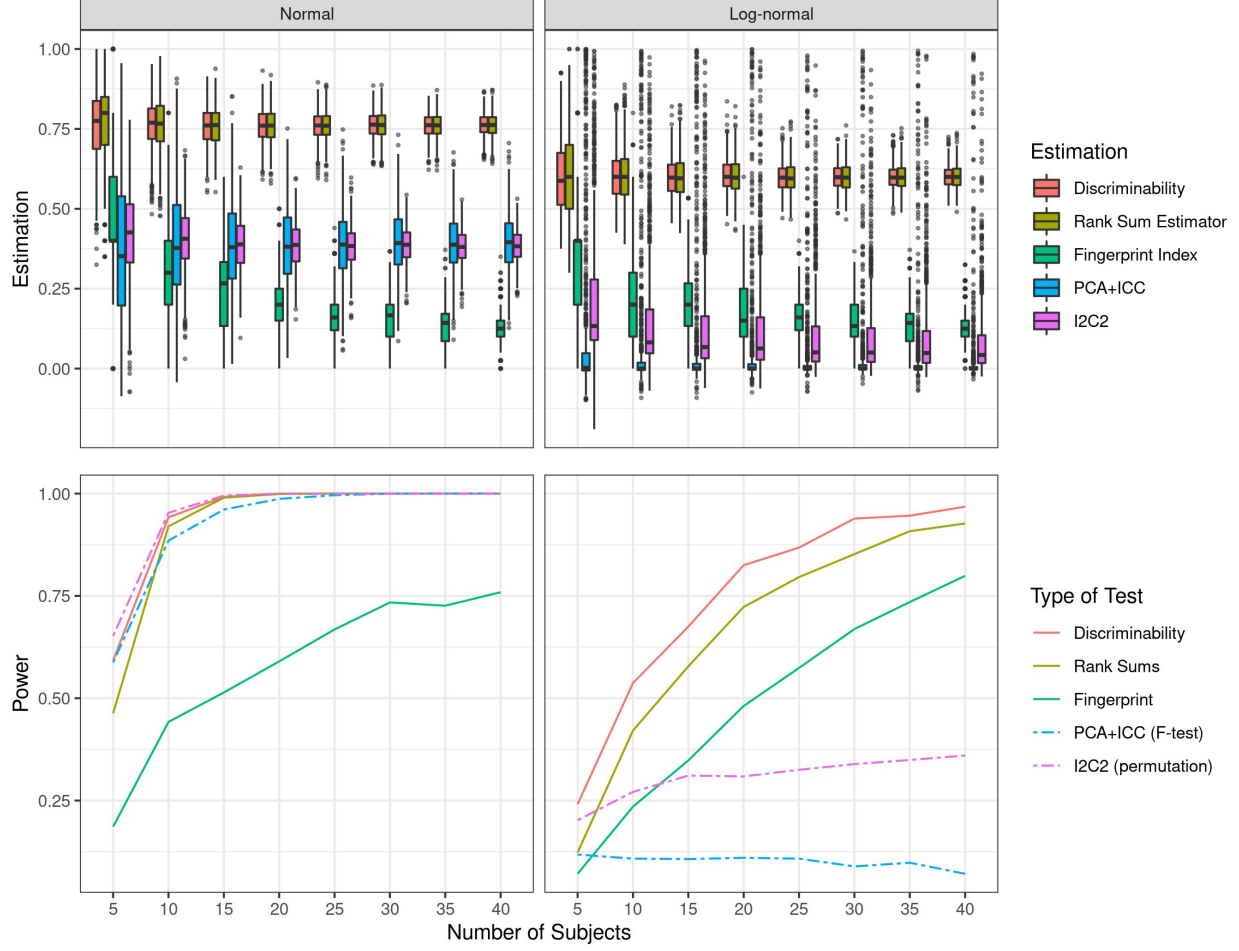 Normal
Log-normal
Estimation
1.00
0.75
0.50
0.25
0.00
Estimation
Discriminability
Rank Sum Estimator
Fingerprint Index
PCA+ICC
I2C2
Power
1.00
0.75
0.50
0.25
5 10 15 20 25 30 35 40
5 10 15 20 25 30 35 40
Number of Subjects
Type of Test
Discriminability
Rank Sums
Fingerprint
PCA+ICC (F-test)
I2C2 (permutation)